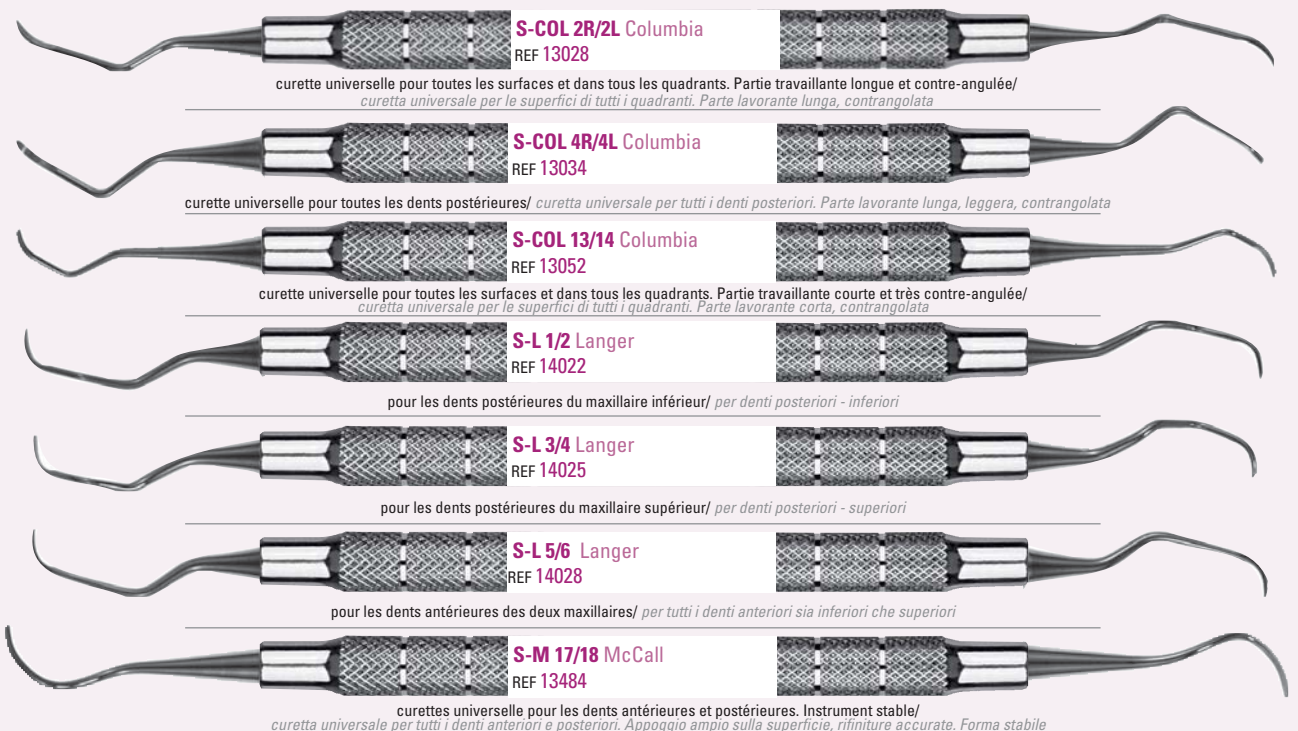 S-COL 2R/2L Columbia
REF 13028
curette universelle pour toutes les surfaces et dans tous les quadrants. Partie travaillante longue et contre-angulée/
curetta universale per le superfici di tutti i quadranti. Parte lavorante lunga, contrangolata
S-COL 4R/4L Columbia
REF 13034
curette universelle pour toutes les dents postérieures/ curetta universale per tutti i denti posteriori. Parte lavorante lunga, leggera, contrangolata
S-COL 13/14 Columbia
REF 13052
curette universelle pour toutes les surfaces et dans tous les quadrants. Partie travaillante courte et très contre-angulée/
curetta universale per le superfici di tutti i quadranti. Parte lavorante corta, contrangolata
S-L 1/2 Langer
REF 14022
pour les dents postérieures du maxillaire inférieur/ per denti posteriori - inferiori
S-L 3/4 Langer
REF 14025
pour les dents postérieures du maxillaire supérieur/ per denti posteriori - superiori
S-L 5/6 Langer
REF 14028
pour les dents antérieures des deux maxillaires/ per tutti i denti anteriori sia inferiori che superiori
S-M 17/18 McCall
REF 13484
curettes universelle pour les dents antérieures et postérieures. Instrument stable/
curetta universale per tutti i denti anteriori e posteriori. Appoggio ampio sulla superficie, rifiniture accurate. Forma stabile